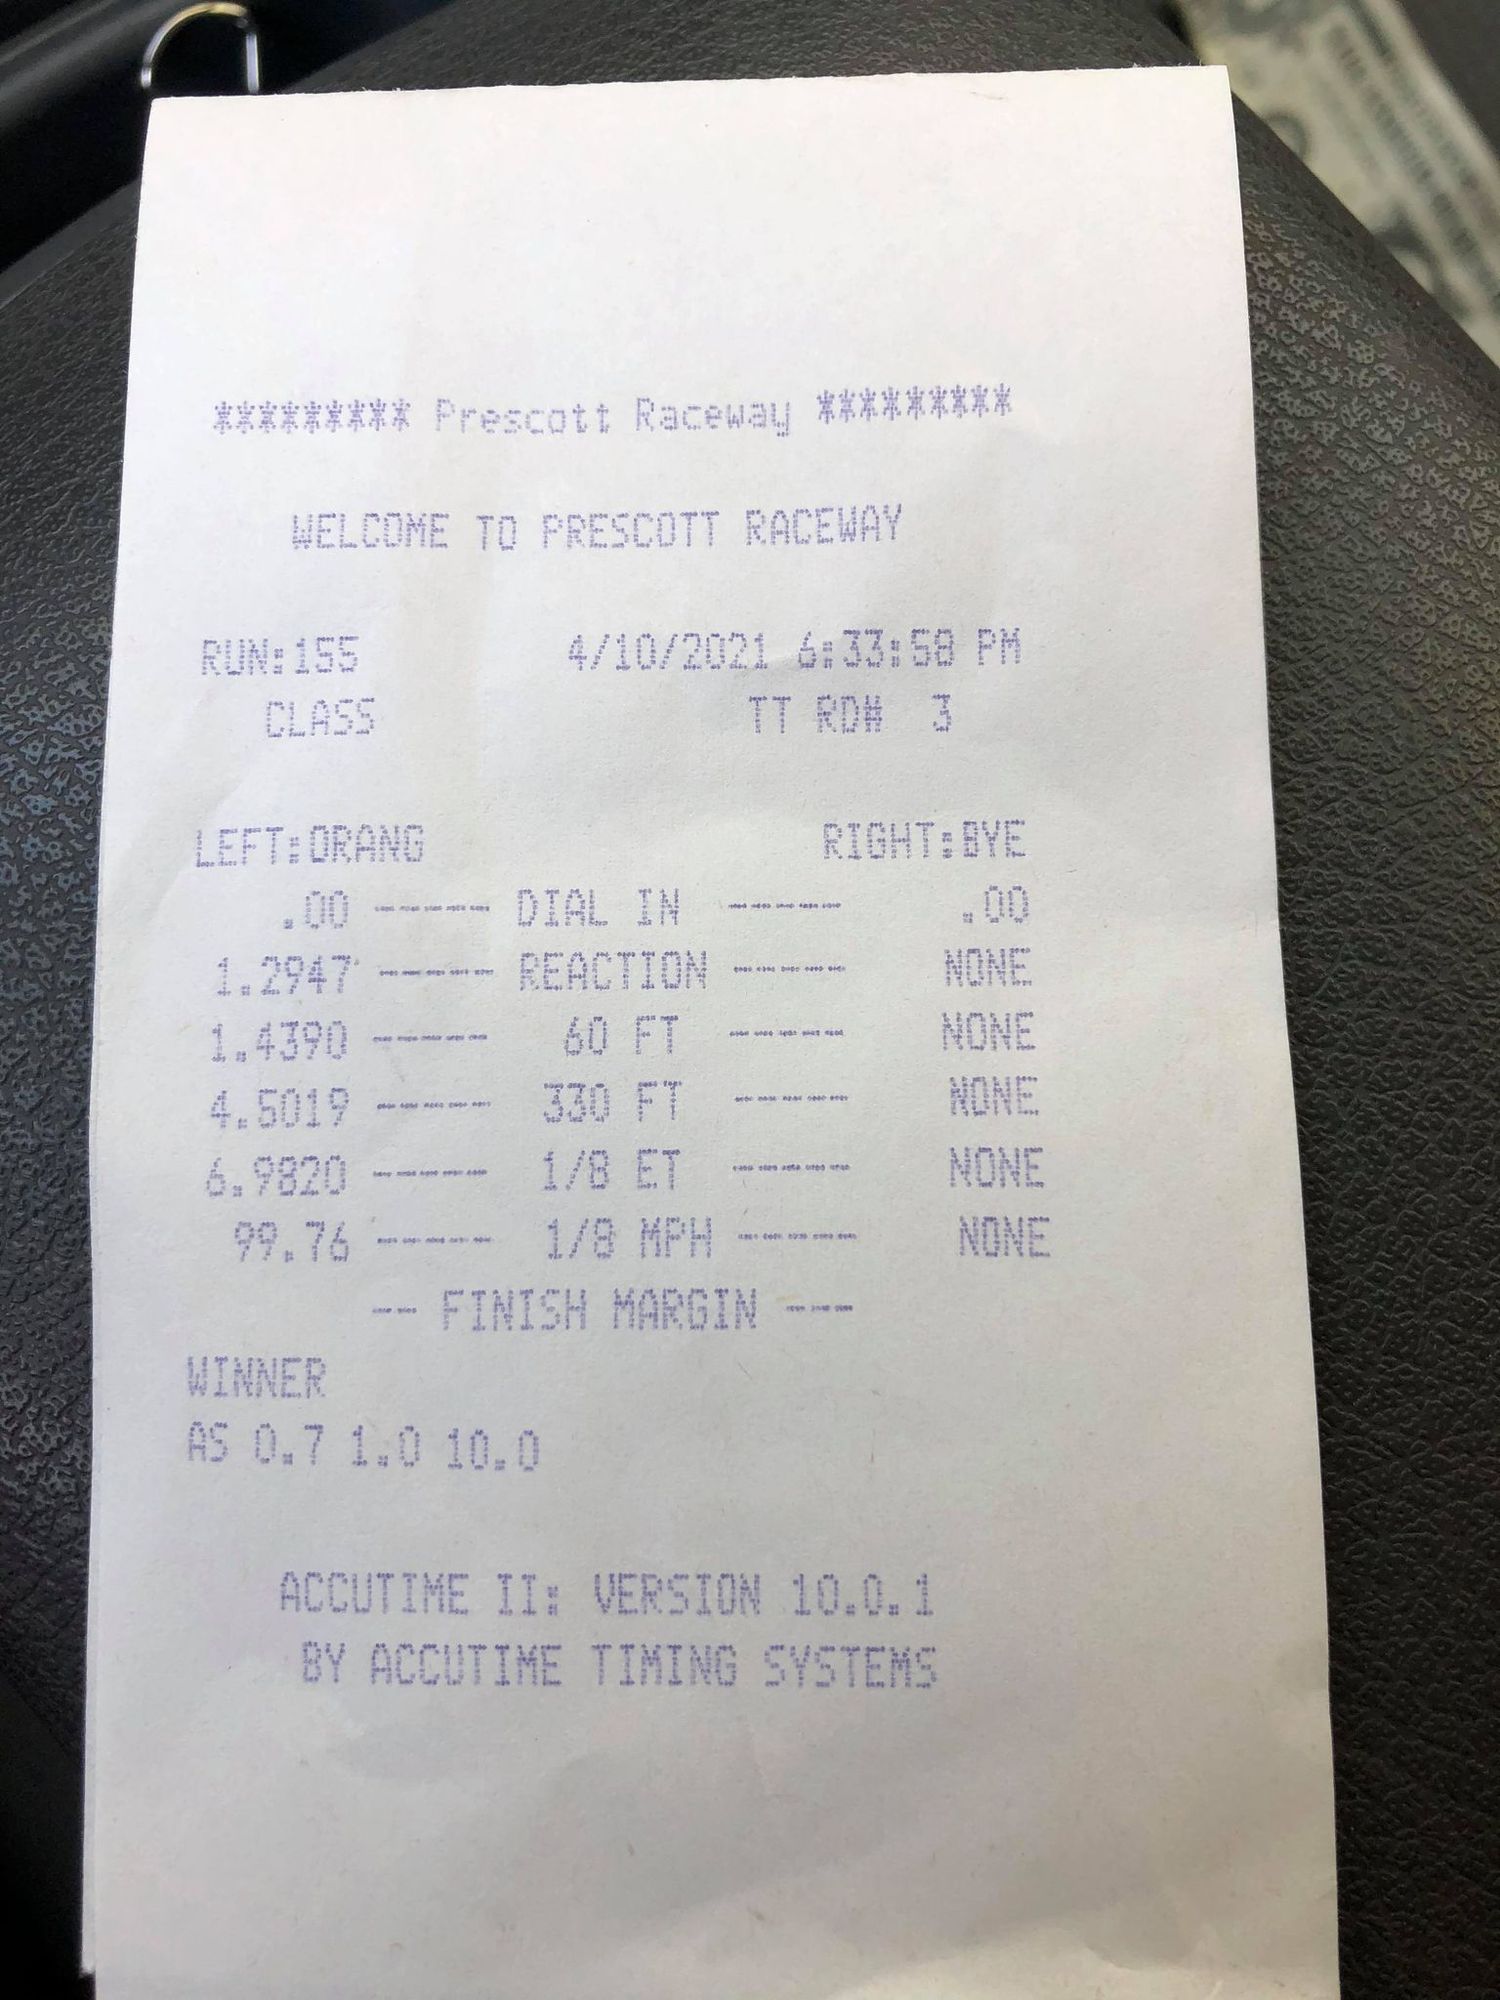 ********* Prescott Raceway *********
WELCOME TO PRESCOTT RACEWAY
RUN:155 4/10/2021 6:33:58 PM
CLASS TT RD# 3
LEFT:ORANG RIGHT:BYE
.00 ----- DIAL IN ----- .00
1.2947 ----- REACTION ----- NONE
1.4390 ----- 60 FT ----- NONE
4.5019 ----- 330 FT ----- NONE
6.9820 ----- 1/8 ET ----- NONE
99.76 ----- 1/8 MPH ----- NONE
-- FINISH MARGIN ---
WINNER
AS 0.7 1.0 10.0
ACCUTIME II: VERSION 10.0.1
BY ACCUTIME TIMING SYSTEMS